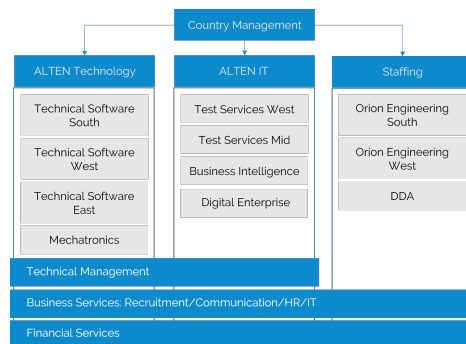 Country Management
ALTEN Technology
ALTEN IT
Staffing
Technical Software
South
Technical Software
West
Technical Software
East
Mechatronics
Test Services West
Test Services Mid
Business Intelligence
Digital Enterprise
Orion Engineering
South
Orion Engineering
West
DDA
Technical Management
Business Services: Recruitment/Communication/HR/IT
Financial Services